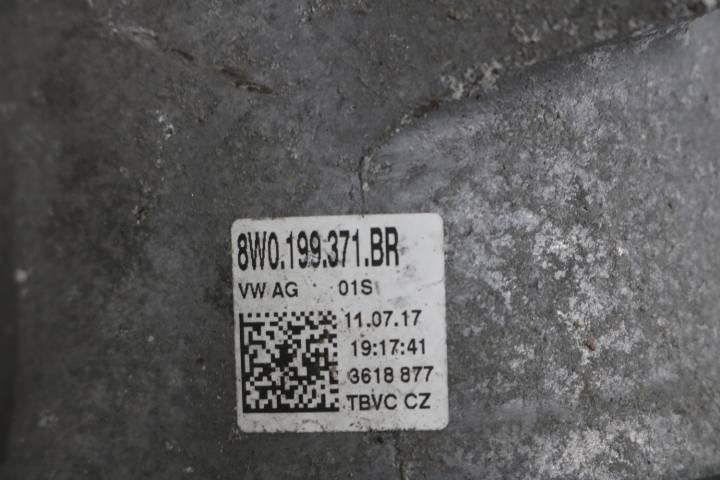 8W0.199.371.BR
VW AG 01S
11.07.17
19:17:41
3618 877
TBVC CZ